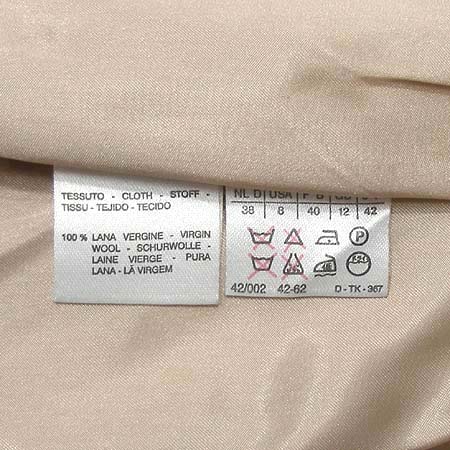 TESSUTO - CLOTH - STOFF -
TISSU - TEJIDO - TECIDO
100 % LANA VERGINE - VIRGIN
WOOL - SCHURWOLLE -
LAINE VIERGE - PURA
LANA - LÃ VIRGEM
NL D USA
38 8 40 12 42
P
42/002 42-62 D - TK - 367